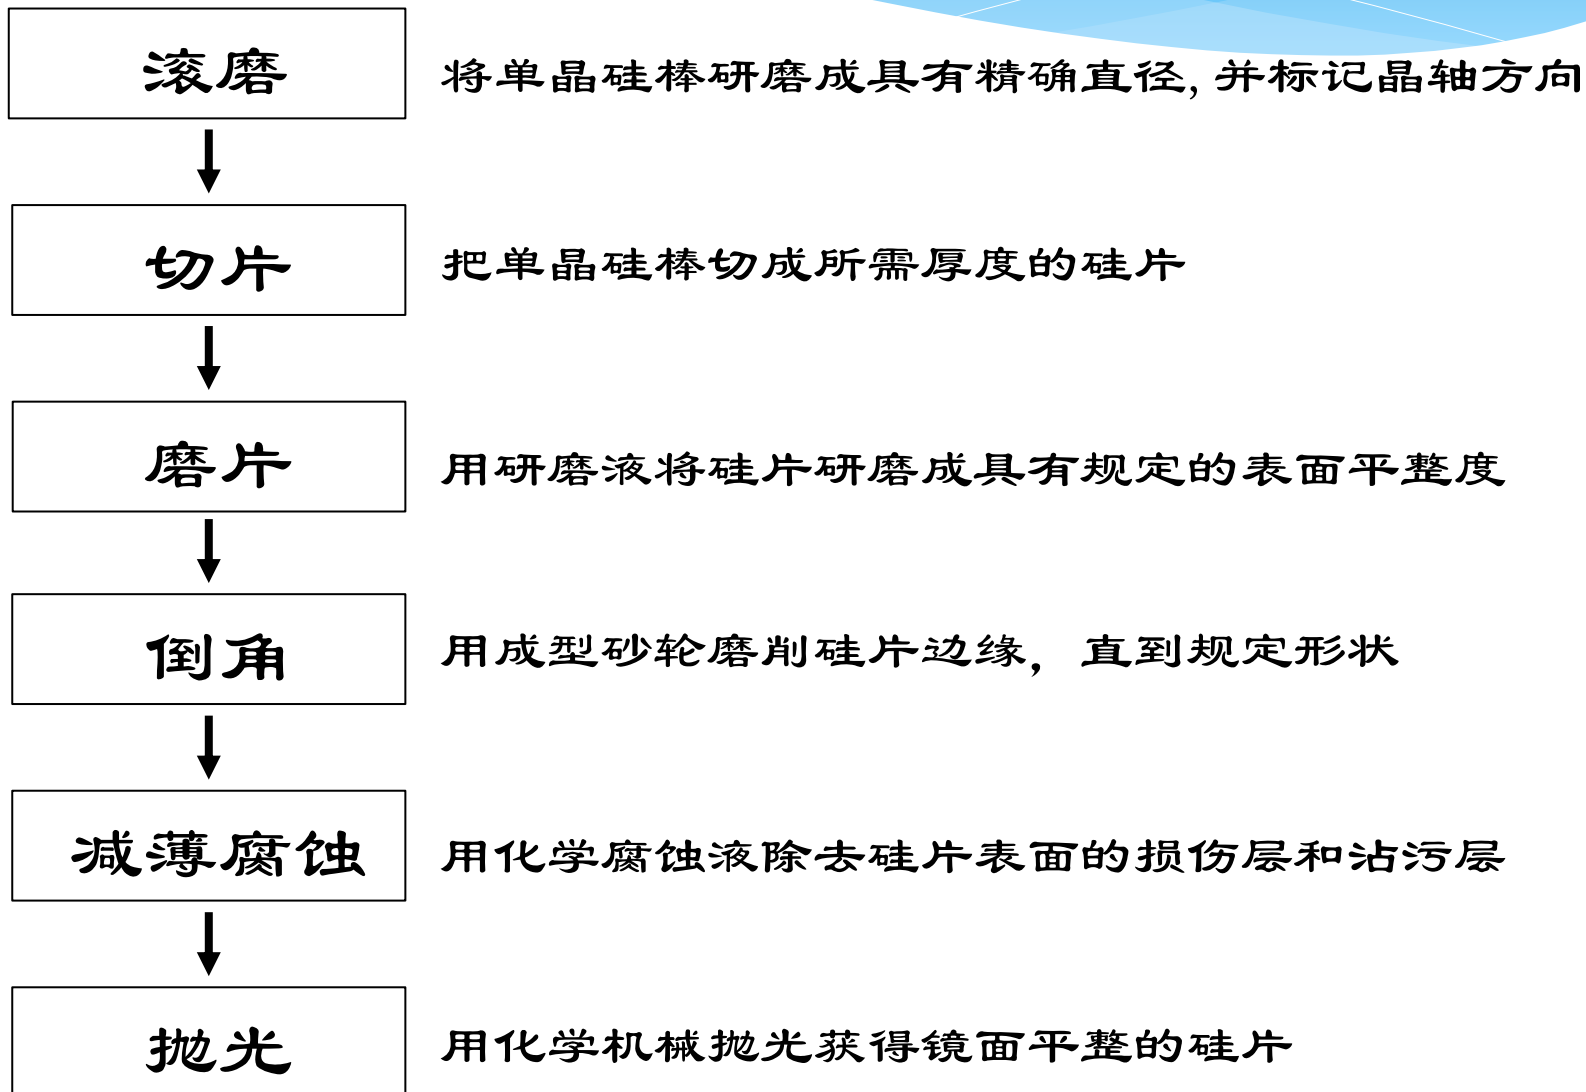 滚磨
将单晶硅棒研磨成具有精确直径,并标记晶轴方向
切片
把单晶硅棒切成所需厚度的硅片
磨片
用研磨液将硅片研磨成具有规定的表面平整度
倒角
用成型砂轮磨削硅片边缘，直到规定形状
减薄腐蚀
用化学腐蚀液除去硅片表面的损伤层和沾污层
抛光
用化学机械抛光获得镜面平整的硅片